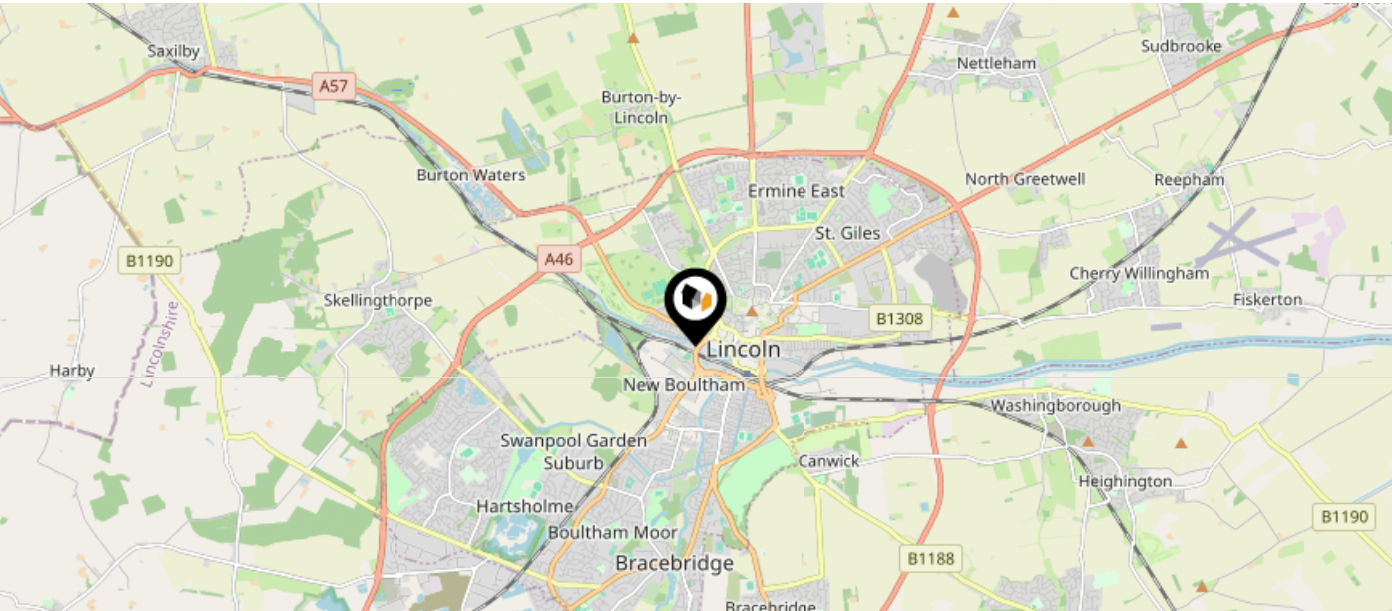 Saxilby
Sudbrooke
Nettleham
A57
Burton-by-
Lincoln
Burton Waters
Ermine East
North Greetwell
Reepham
St. Giles
B1190
A46
Cherry Willingham
Skellingthorpe
Fiskerton
B1308
Lincolnshire
Lincoln
Harby
New Boultham
Washingborough
Swanpool Garden
Suburb
Canwick
Heighington
Hartsholme
B1190
Boultham Moor
Bracebridge
B1188
Bracebridge